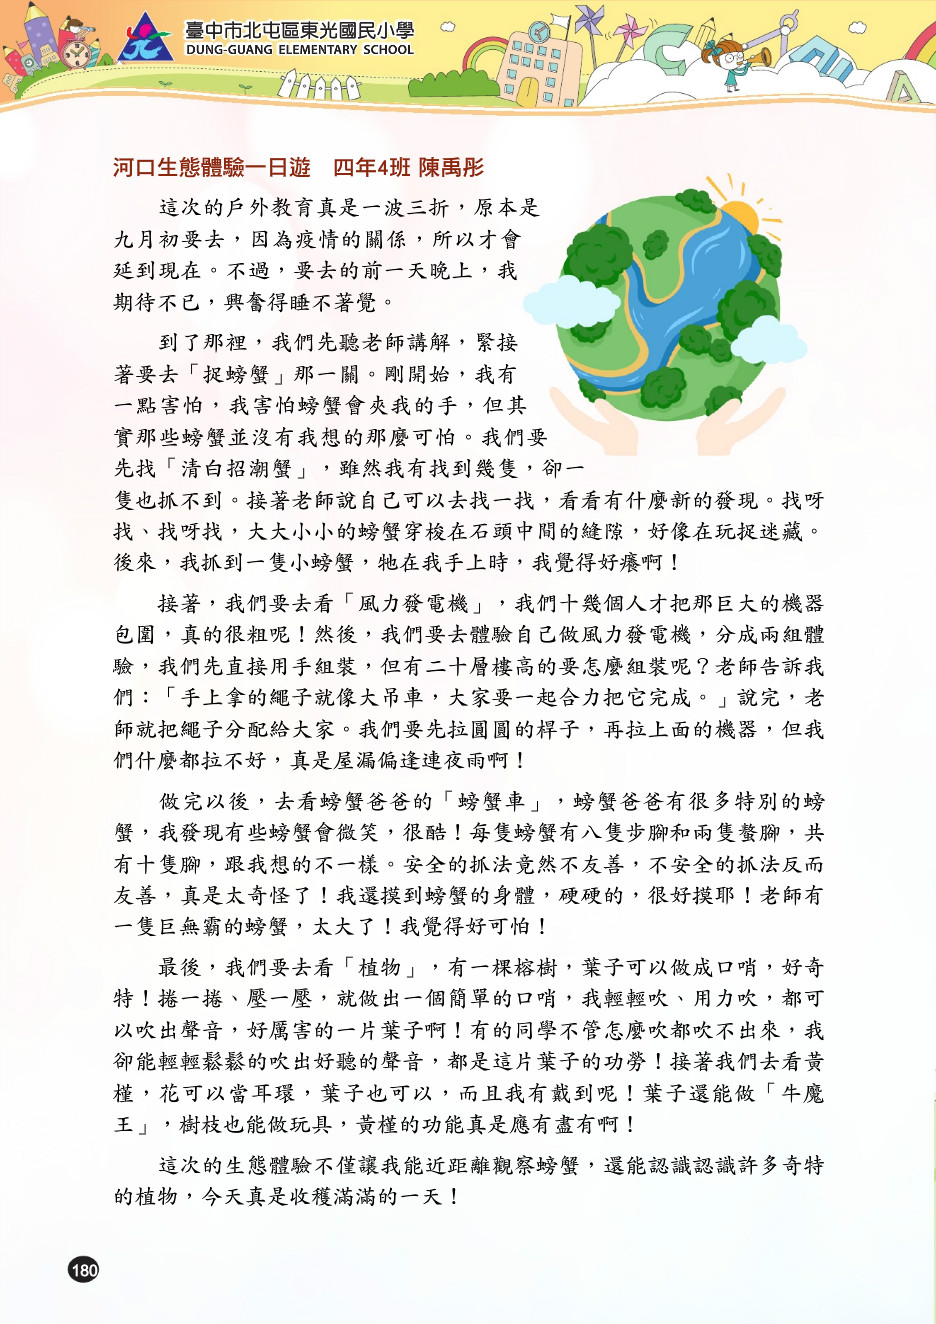 臺中市北屯區東光國民小學
DUNG-GUANG ELEMENTARY SCHOOL
河口生態體驗一日遊　四年4班 陳禹彤
這次的戶外教育真是一波三折，原本是
九月初要去，因為疫情的關係，所以才會
延到現在。不過，要去的前一天晚上，我
期待不已，興奮得睡不著覺。
到了那裡，我們先聽老師講解，緊接
著要去「捉螃蟹」那一關。剛開始，我有
一點害怕，我害怕螃蟹會夾我的手，但其
實那些螃蟹並沒有我想的那麼可怕。我們要
先找「清白招潮蟹」，雖然我有找到幾隻，卻一
隻也抓不到。接著老師說自己可以去找一找，看看有什麼新的發現。找呀
找、找呀找，大大小小的螃蟹穿梭在石頭中間的縫隙，好像在玩捉迷藏。
後來，我抓到一隻小螃蟹，牠在我手上時，我覺得好癢啊！
接著，我們要去看「風力發電機」，我們十幾個人才把那巨大的機器
包圍，真的很粗呢！然後，我們要去體驗自己做風力發電機，分成兩組體
驗，我們先直接用手組裝，但有二十層樓高的要怎麼組裝呢？老師告訴我
們：「手上拿的繩子就像大吊車，大家要一起合力把它完成。」說完，老
師就把繩子分配給大家。我們要先拉圓圓的桿子，再拉上面的機器，但我
們什麼都拉不好，真是屋漏偏逢連夜雨啊！
做完以後，去看螃蟹爸爸的「螃蟹車」，螃蟹爸爸有很多特別的螃
蟹，我發現有些螃蟹會微笑，很酷！每隻螃蟹有八隻步腳和兩隻螯腳，共
有十隻腳，跟我想的不一樣。安全的抓法竟然不友善，不安全的抓法反而
友善，真是太奇怪了！我還摸到螃蟹的身體，硬硬的，很好摸耶！老師有
一隻巨無霸的螃蟹，太大了！我覺得好可怕！
最後，我們要去看「植物」，有一棵榕樹，葉子可以做成口哨，好奇
特！捲一捲、壓一壓，就做出一個簡單的口哨，我輕輕吹、用力吹，都可
以吹出聲音，好厲害的一片葉子啊！有的同學不管怎麼吹都吹不出來，我
卻能輕輕鬆鬆的吹出好聽的聲音，都是這片葉子的功勞！接著我們去看黃
槿，花可以當耳環，葉子也可以，而且我有戴到呢！葉子還能做「牛魔
王」，樹枝也能做玩具，黃槿的功能真是應有盡有啊！
這次的生態體驗不僅讓我能近距離觀察螃蟹，還能認識認識許多奇特
的植物，今天真是收穫滿滿的一天！
180